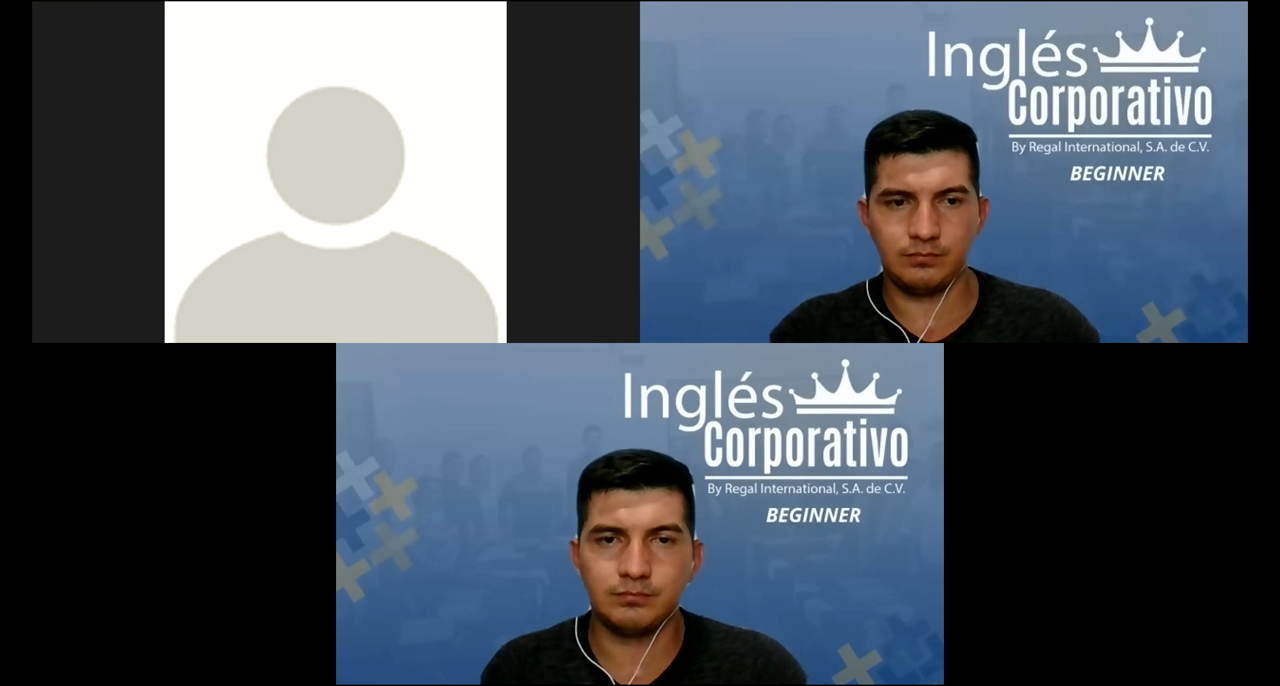 Inglés
Corporativo
By Regal International, S.A. de C.V.
BEGINNER
Inglés
Corporativo
By Regal International, S.A. de C.V.
BEGINNER